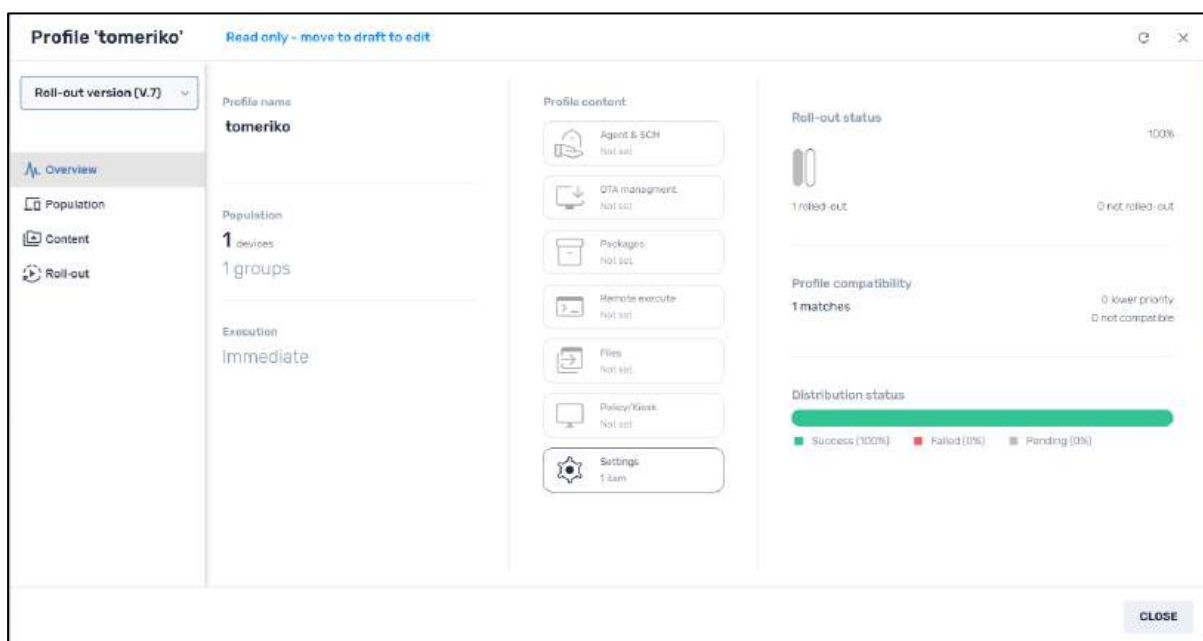 Profile 'tomeriko'
Read only - move to draft to edit
Roll-out version (V.7)
Overview
Population
Content
Roll-out
Profile name
tomeriko
Population
1 devices
1 groups
Execution
Immediate
Profile content
Agent & SCM
Not set
OTA managment
Not set
Packages
Not set
Remote execute
Not set
Files
Not set
Policy/Kiosk
Not set
Settings
1 item
Roll-out status
100%
1 rolled-out
0 not rolled-out
Profile compatibility
1 matches
0 lower priority
0 not compatible
Distribution status
Success (100%)
Failed (0%)
Pending (0%)
CLOSE